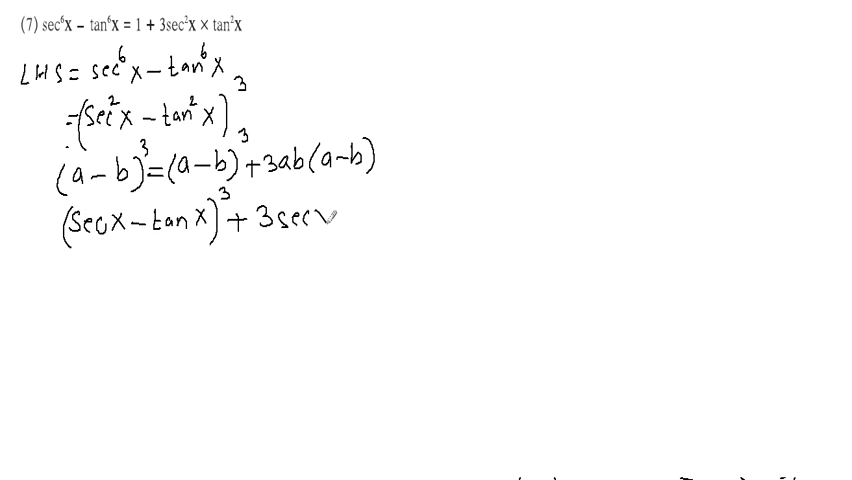 (7) sec⁶x − tan⁶x = 1 + 3sec²x × tan²x
LHS = sec⁶x − tan⁶x
= (sec²x − tan²x)³
(a − b)³ = (a − b)³ + 3ab(a − b)
(secx − tanx)³ + 3sec